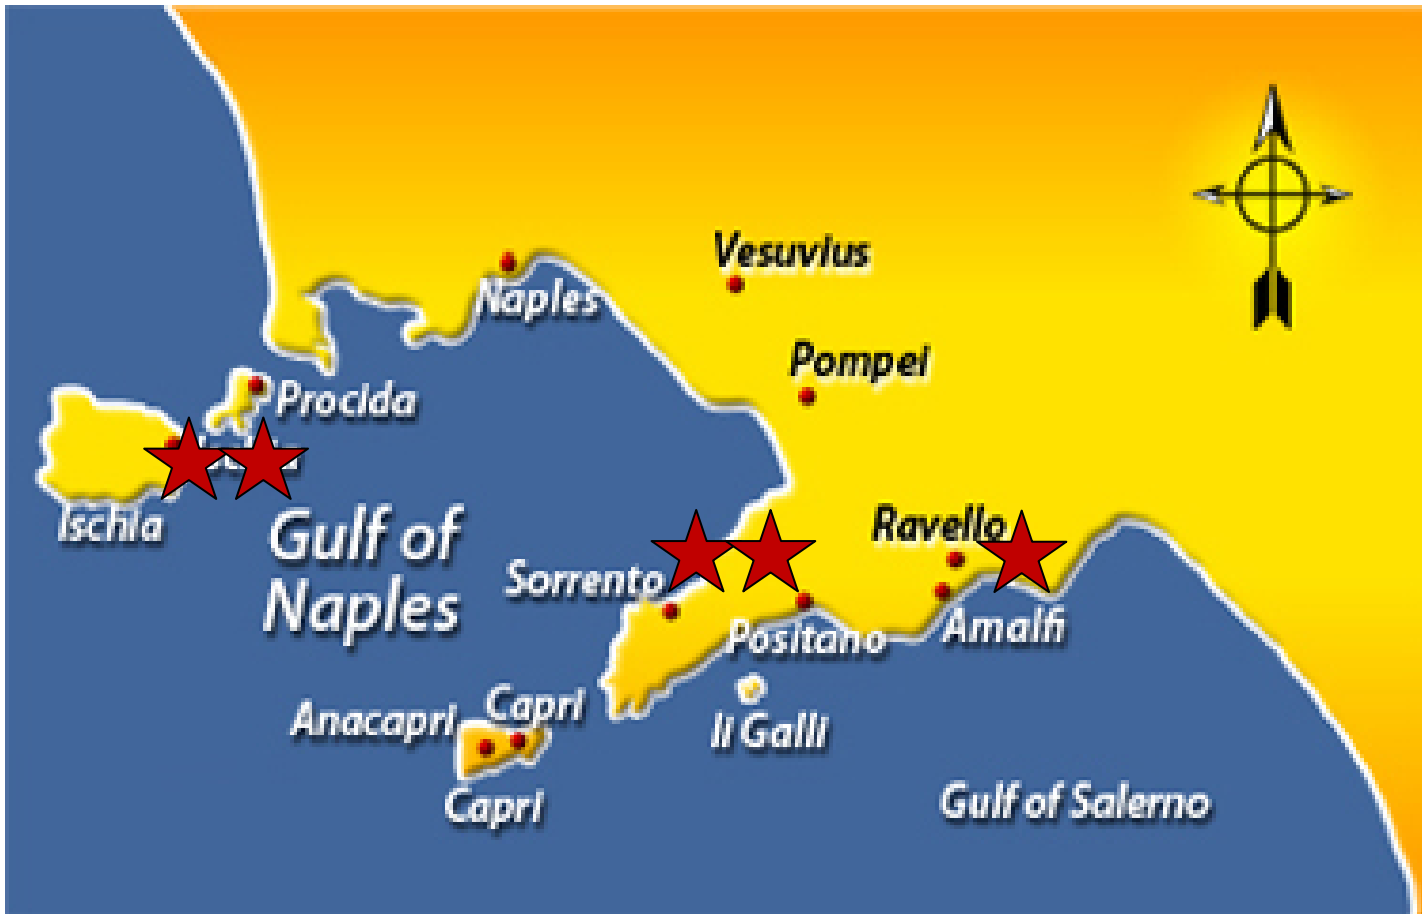 Vesuvius
Naples
Pompei
Procida
Ischia
Gulf of
Naples
Ravello
Sorrento
Amalfi
Positano
Capri
Anacapri
li Galli
Capri
Gulf of Salerno